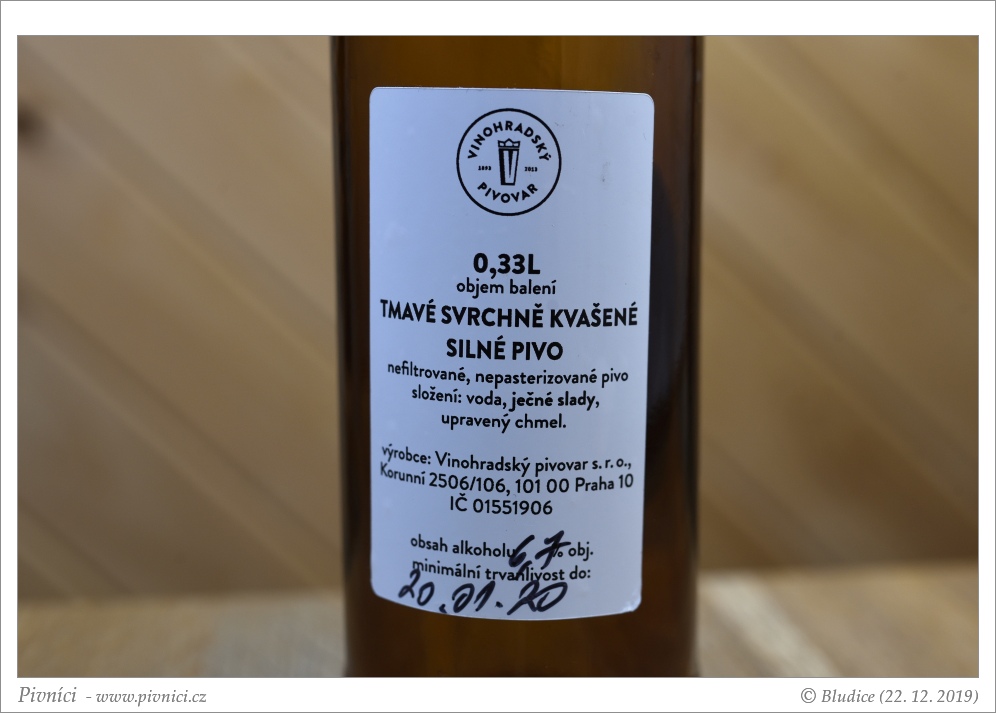 VINOHRADSKÝ
1893 2013
PIVOVAR
0,33L
objem balení
TMAVÉ SVRCHNĚ KVAŠENÉ
SILNÉ PIVO
nefiltrované, nepasterizované pivo
složení: voda, ječné slady,
upravený chmel.
výrobce: Vinohradský pivovar s.r.o.,
Korunní 2506/106, 101 00 Praha 10
IČ 01551906
obsah alkoholu 6,7 % obj.
minimální trvanlivost do:
20.01.20
Pivníci - www.pivnici.cz
© Bludice (22. 12. 2019)